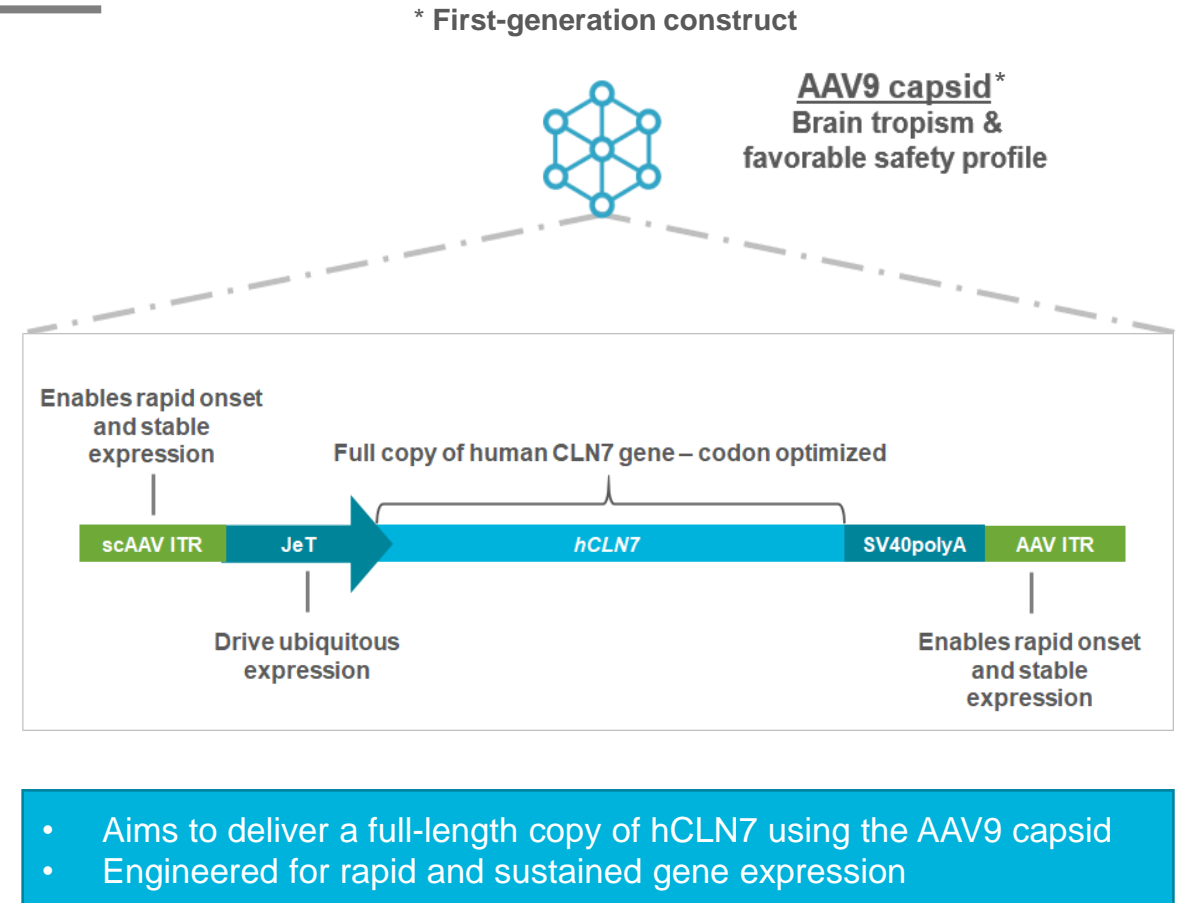 * First-generation construct
AAV9 capsid*
Brain tropism &
favorable safety profile
Enables rapid onset
and stable
expression
Full copy of human CLN7 gene – codon optimized
scAAV ITR
JeT
hCLN7
SV40polyA
AAV ITR
Drive ubiquitous
expression
Enables rapid onset
and stable
expression
• Aims to deliver a full-length copy of hCLN7 using the AAV9 capsid
• Engineered for rapid and sustained gene expression